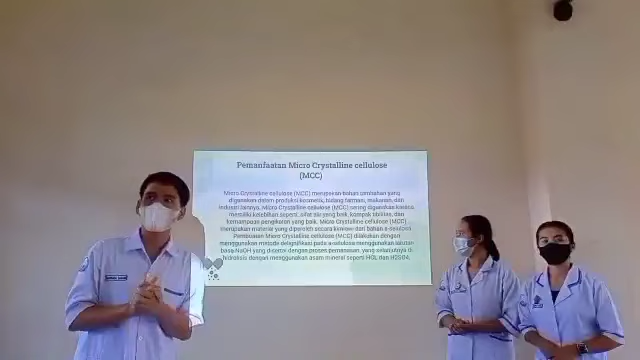 Pemanfaatan Micro Crystalline cellulose
(MCC)
Micro Crystalline cellulose (MCC) merupakan bahan tambahan yang
digunakan dalam produksi kosmetik, bidang farmasi, makanan, dan
industri lainnya. Micro Crystalline cellulose (MCC) sering digunakan karena
memiliki kelebihan seperti, sifat alir yang baik, kompak tibilitas, dan
kemampuan pengikatan yang baik. Micro Crystalline cellulose (MCC)
merupakan material yang diperoleh secara kimiawi dari bahan α-selulosa
Pembuatan Micro Crystalline cellulose (MCC) dilakukan dengan
menggunakan metode delignifikasi pada α-cellulosa menggunakan larutan
basa NaOH yang disertai dengan proses pemanasan, yang selanjutnya di
hidrolisis dengan menggunakan asam mineral seperti HCL dan H2SO4.